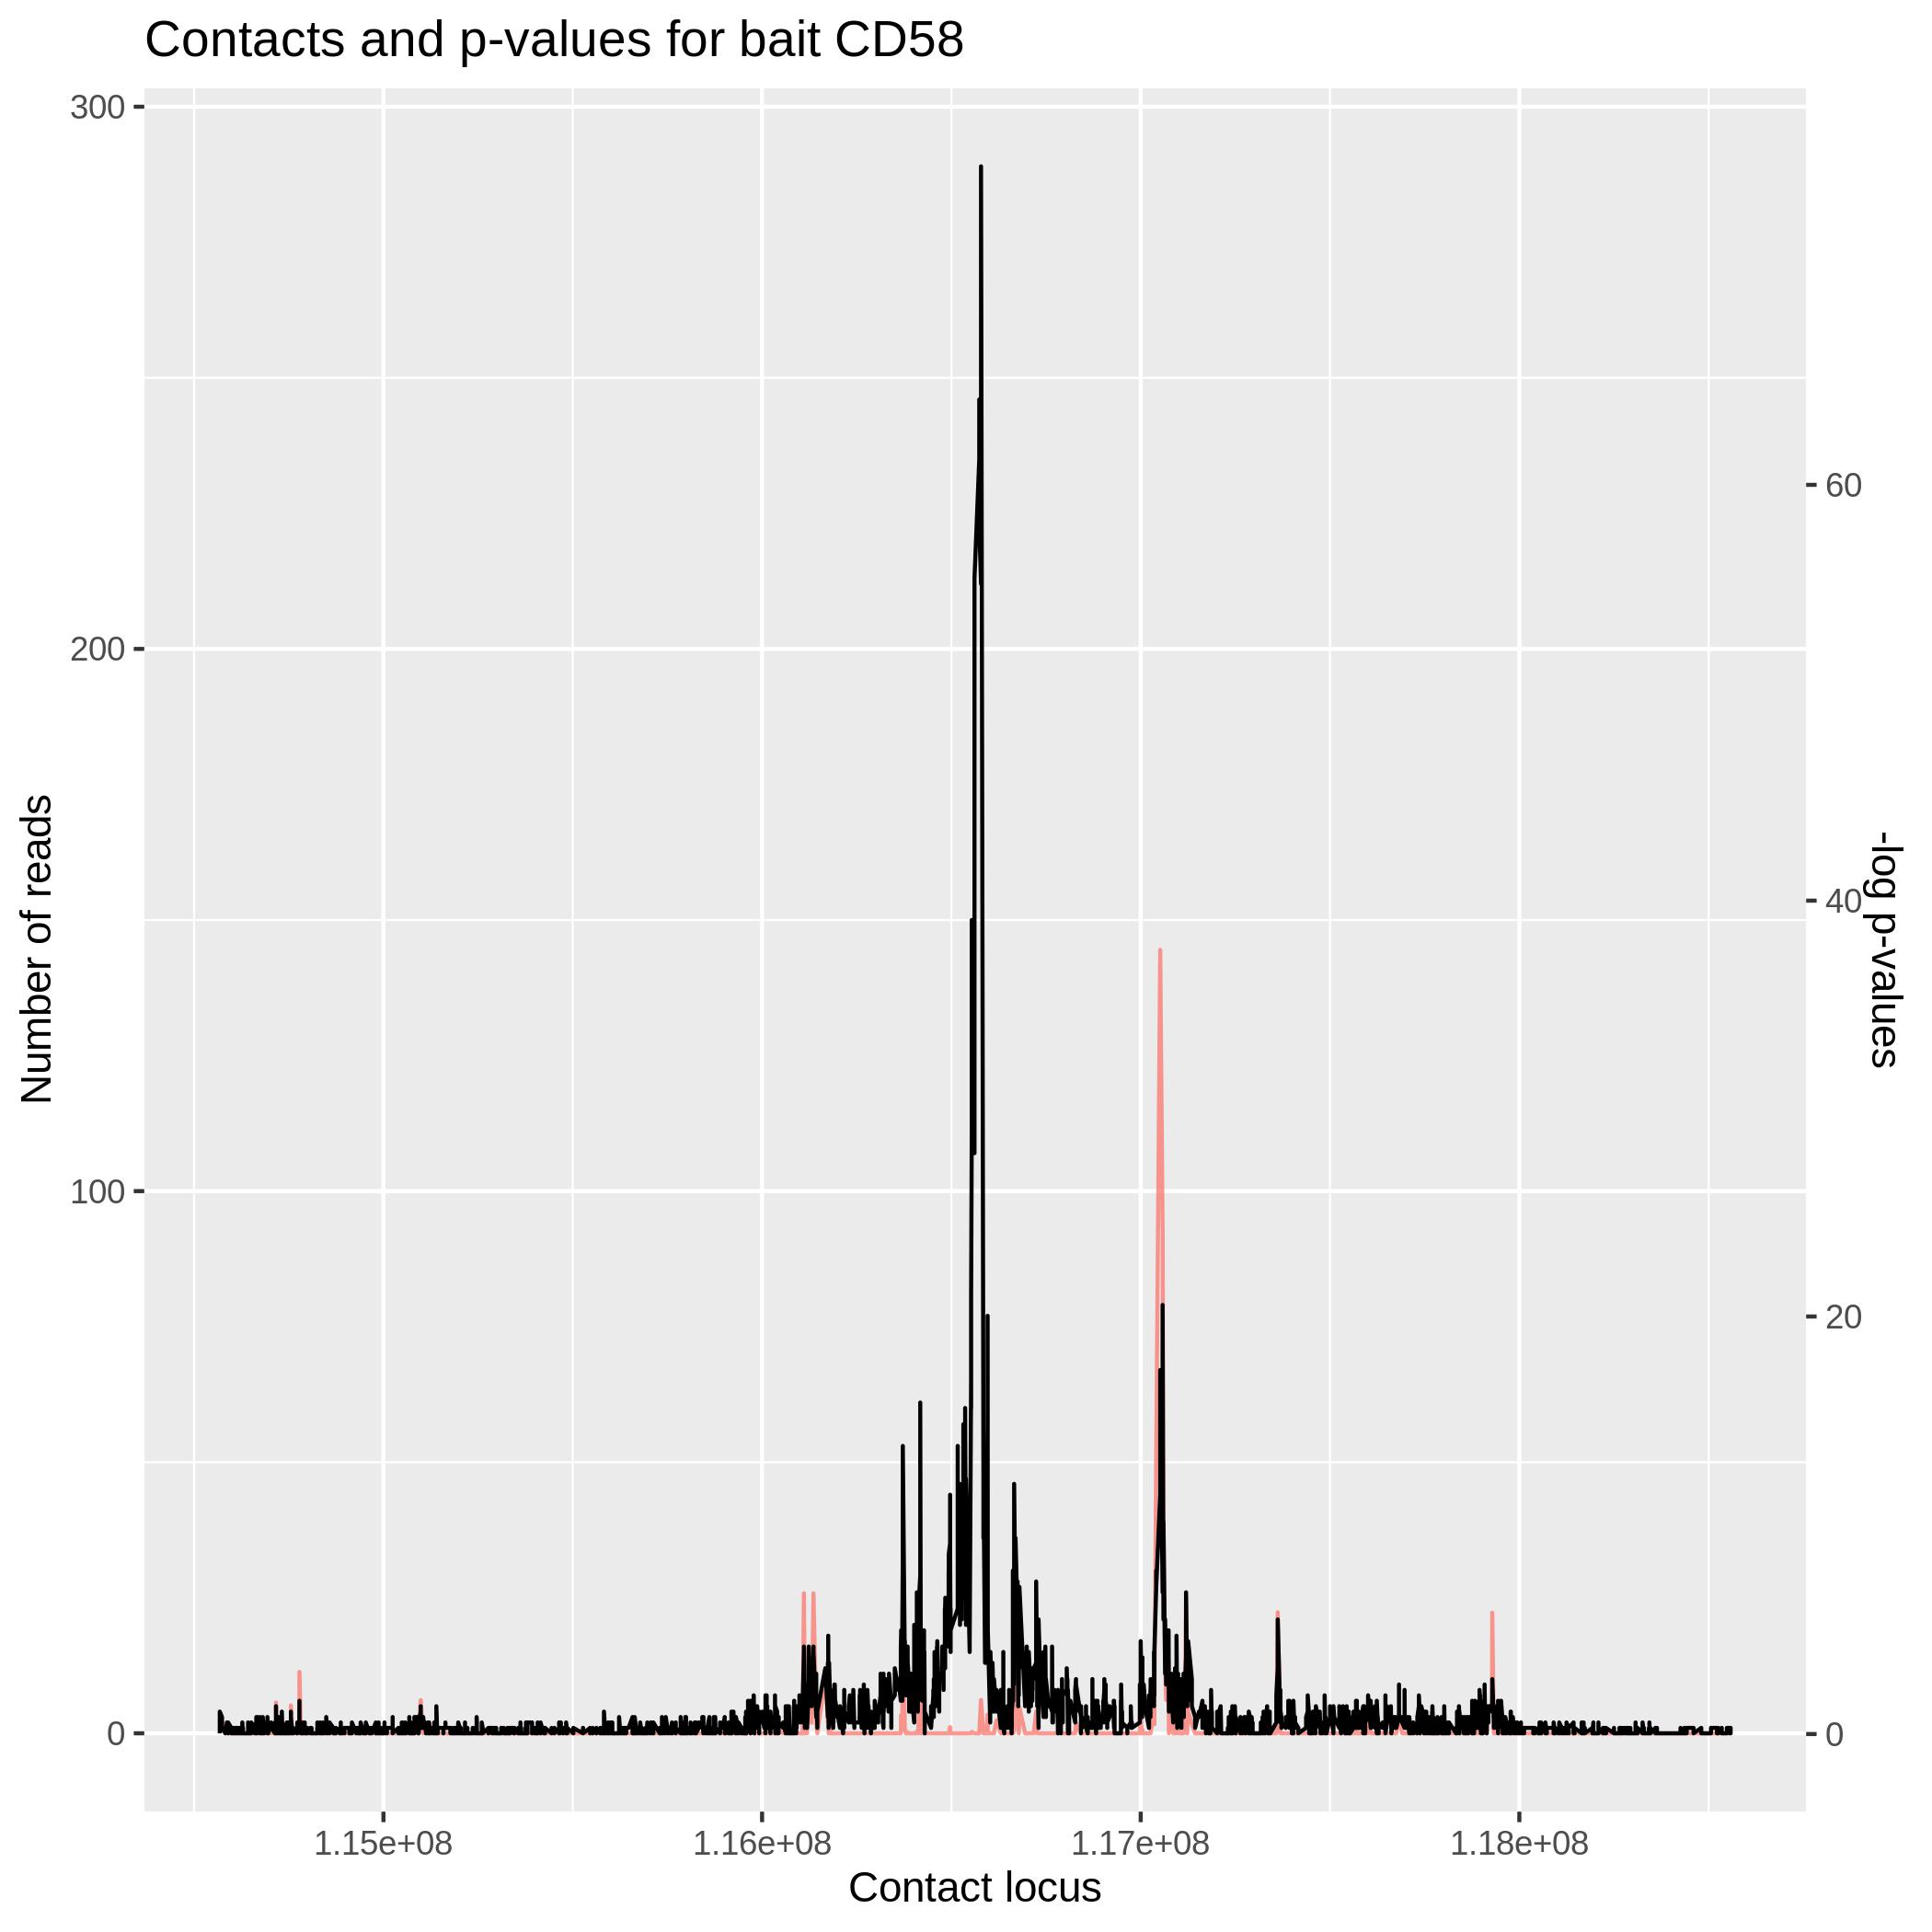 Contacts and p-values for bait CD58
300
200
100
0
Number of reads
60
40
20
0
-log p-values
1.15e+08
1.16e+08
1.17e+08
1.18e+08
Contact locus